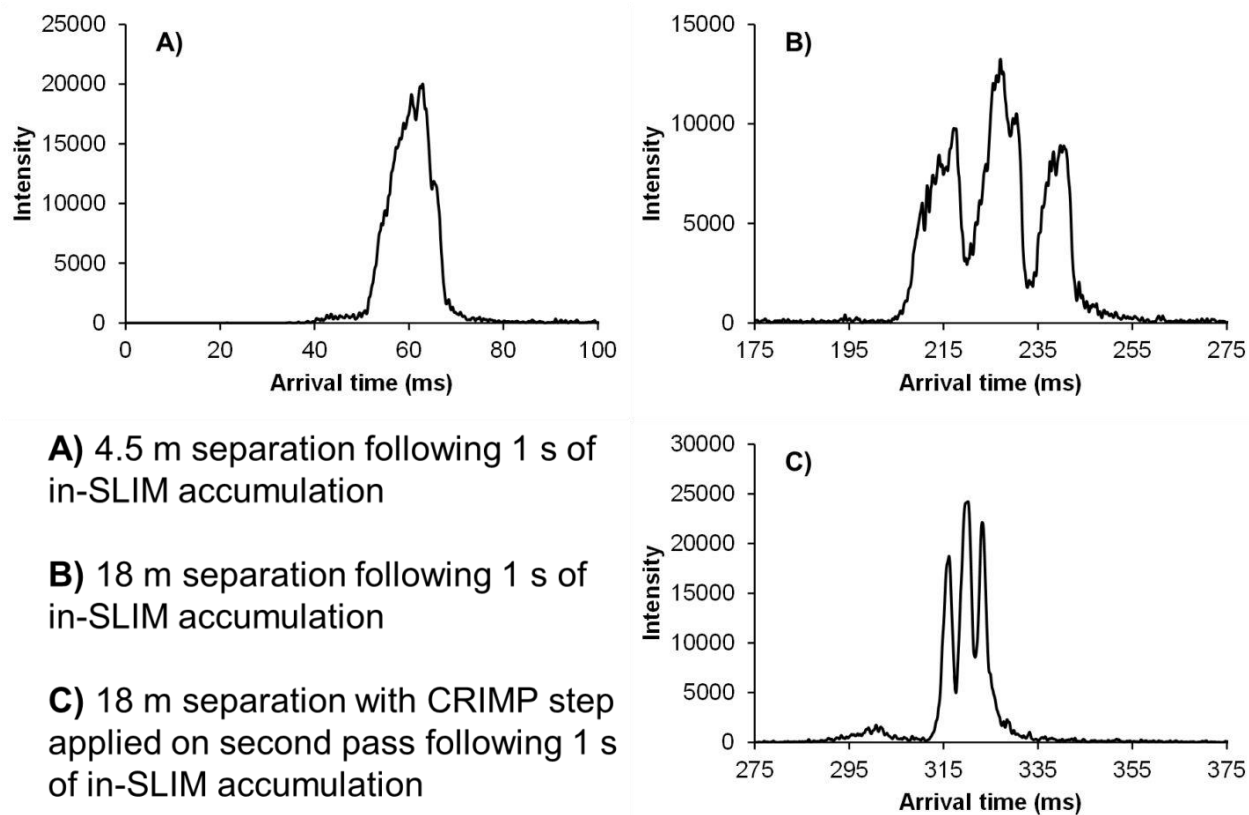 A)
25000
20000
15000
10000
5000
0
Intensity
0 20 40 60 80 100
Arrival time (ms)
B)
15000
10000
5000
0
Intensity
175 195 215 235 255 275
Arrival time (ms)
A) 4.5 m separation following 1 s of
in-SLIM accumulation
B) 18 m separation following 1 s of
in-SLIM accumulation
C) 18 m separation with CRIMP step
applied on second pass following 1 s
of in-SLIM accumulation
C)
30000
25000
20000
15000
10000
5000
0
Intensity
275 295 315 335 355 375
Arrival time (ms)